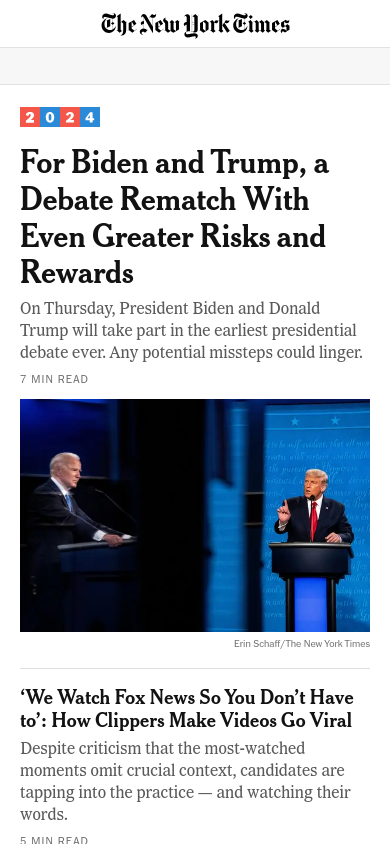 The New York Times
2024
For Biden and Trump, a
Debate Rematch With
Even Greater Risks and
Rewards
On Thursday, President Biden and Donald
Trump will take part in the earliest presidential
debate ever. Any potential missteps could linger.
7 MIN READ
Erin Schaff/The New York Times
‘We Watch Fox News So You Don’t Have
to’: How Clippers Make Videos Go Viral
Despite criticism that the most-watched
moments omit crucial context, candidates are
tapping into the practice — and watching their
words.
5 MIN READ